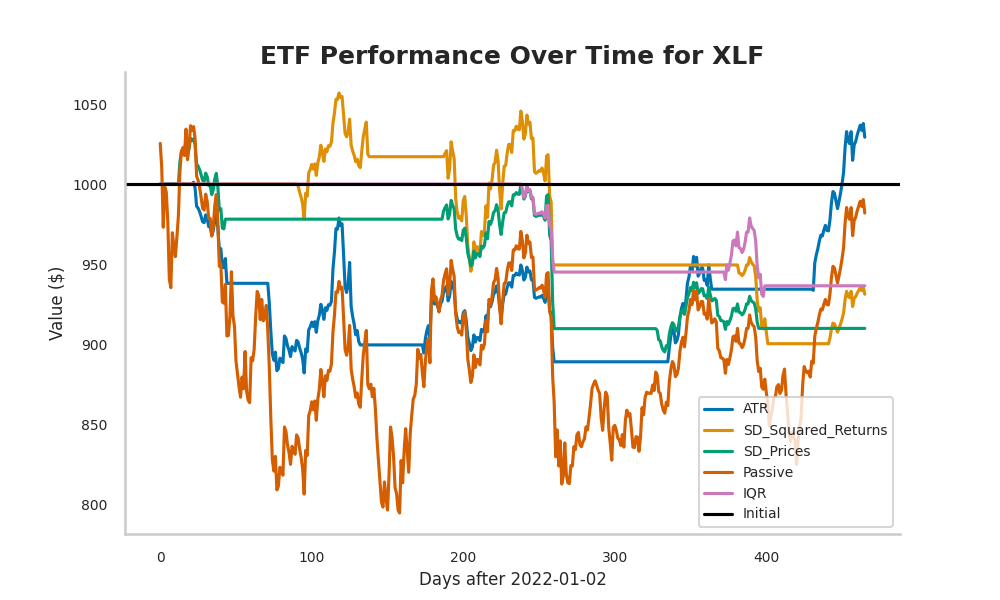 ETF Performance Over Time for XLF
Value ($)
1050
1000
950
900
850
800
0
100
200
300
400
Days after 2022-01-02
ATR
SD_Squared_Returns
SD_Prices
Passive
IQR
Initial